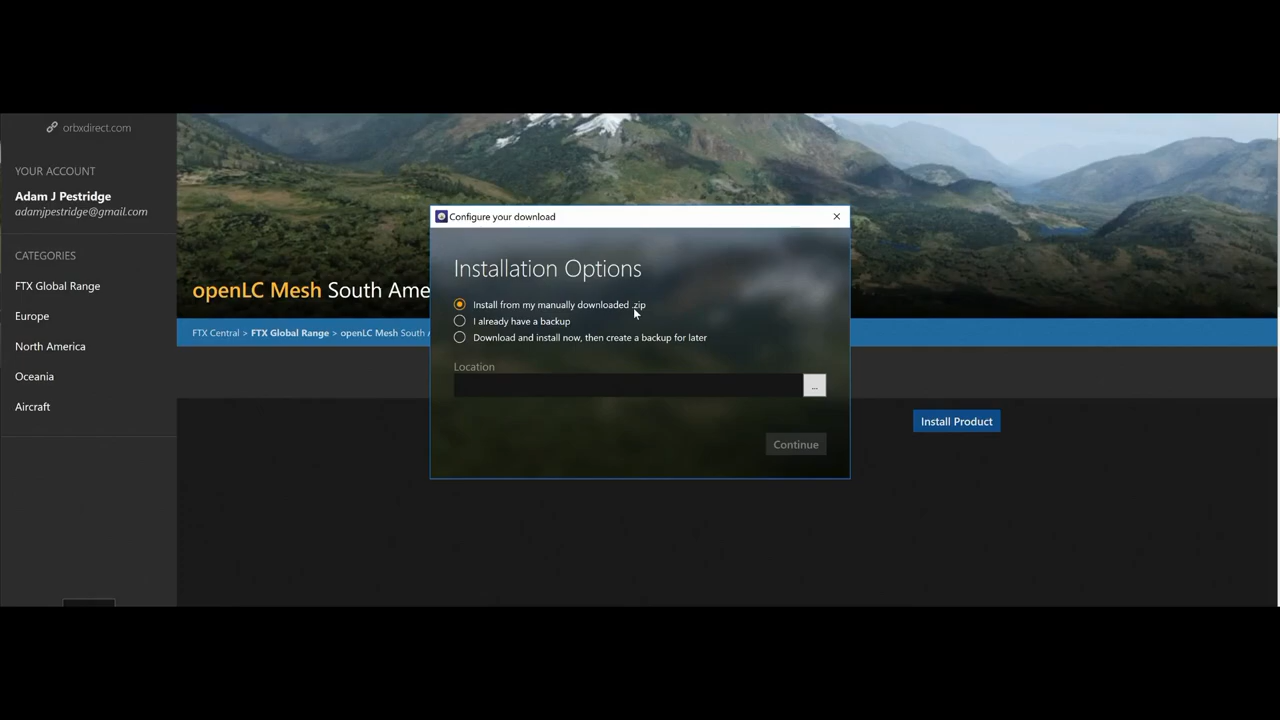 orbxdirect.com
YOUR ACCOUNT
Adam J Pestridge
adamjpestridge@gmail.com
CATEGORIES
FTX Global Range
Europe
North America
Oceania
Aircraft
openLC Mesh South Ame
FTX Central > FTX Global Range > openLC Mesh South
Configure your download
Installation Options
Install from my manually downloaded .zip
I already have a backup
Download and install now, then create a backup for later
Location
...
Continue
Install Product